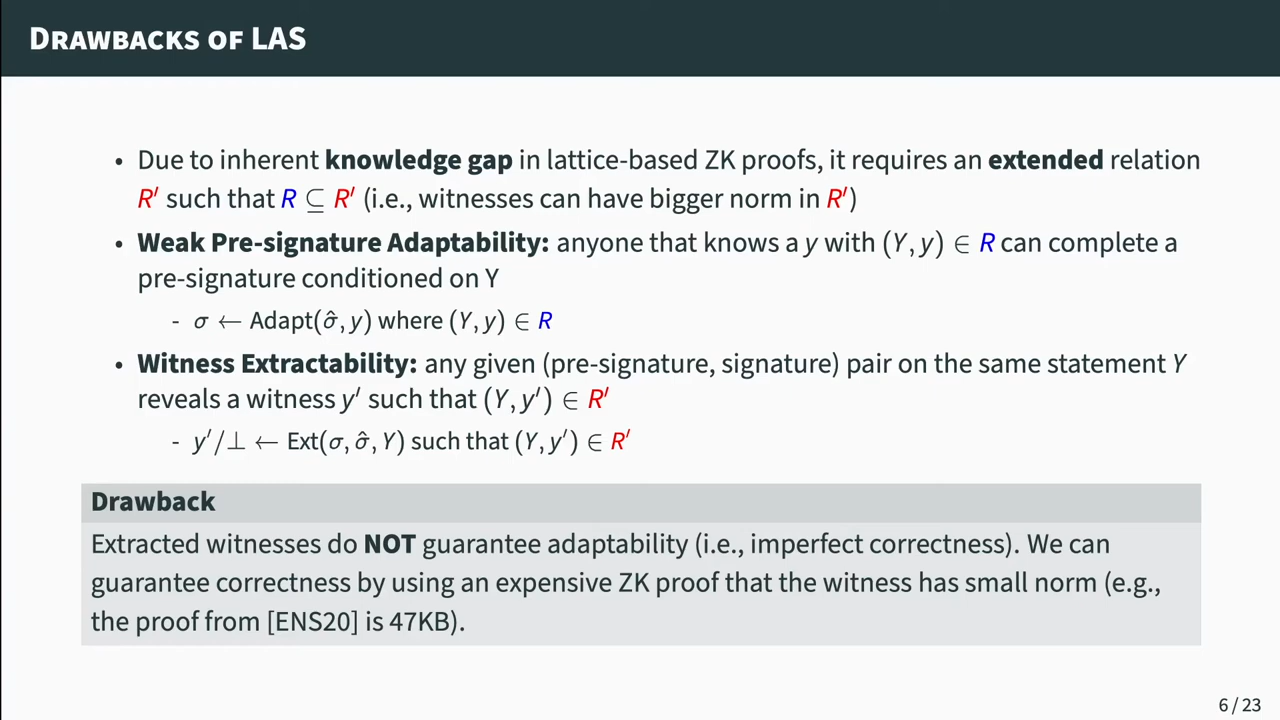 DRAWBACKS OF LAS
• Due to inherent knowledge gap in lattice-based ZK proofs, it requires an extended relation
R′ such that R ⊆ R′ (i.e., witnesses can have bigger norm in R′)
• Weak Pre-signature Adaptability: anyone that knows a y with (Y, y) ∈ R can complete a
pre-signature conditioned on Y
- σ ← Adapt(σ̂, y) where (Y, y) ∈ R
• Witness Extractability: any given (pre-signature, signature) pair on the same statement Y
reveals a witness y′ such that (Y, y′) ∈ R′
- y′/⊥ ← Ext(σ, σ̂, Y) such that (Y, y′) ∈ R′
Drawback
Extracted witnesses do NOT guarantee adaptability (i.e., imperfect correctness). We can
guarantee correctness by using an expensive ZK proof that the witness has small norm (e.g.,
the proof from [ENS20] is 47KB).
6 / 23